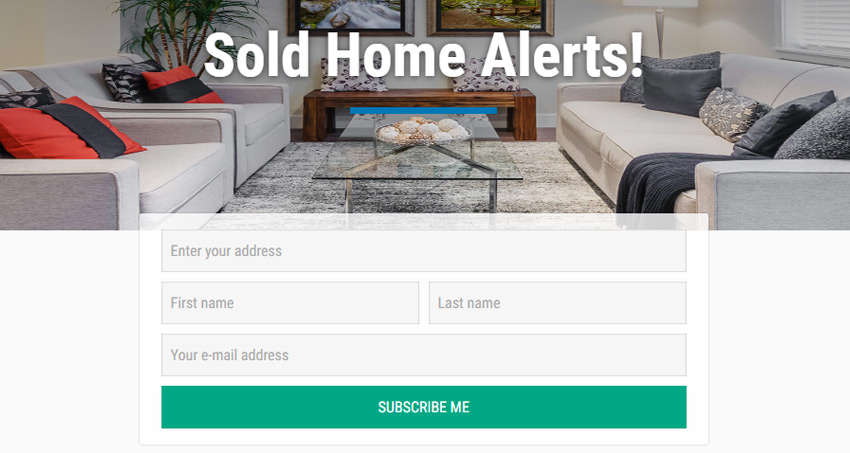 Sold Home Alerts!
Enter your address
First name
Last name
Your e-mail address
SUBSCRIBE ME